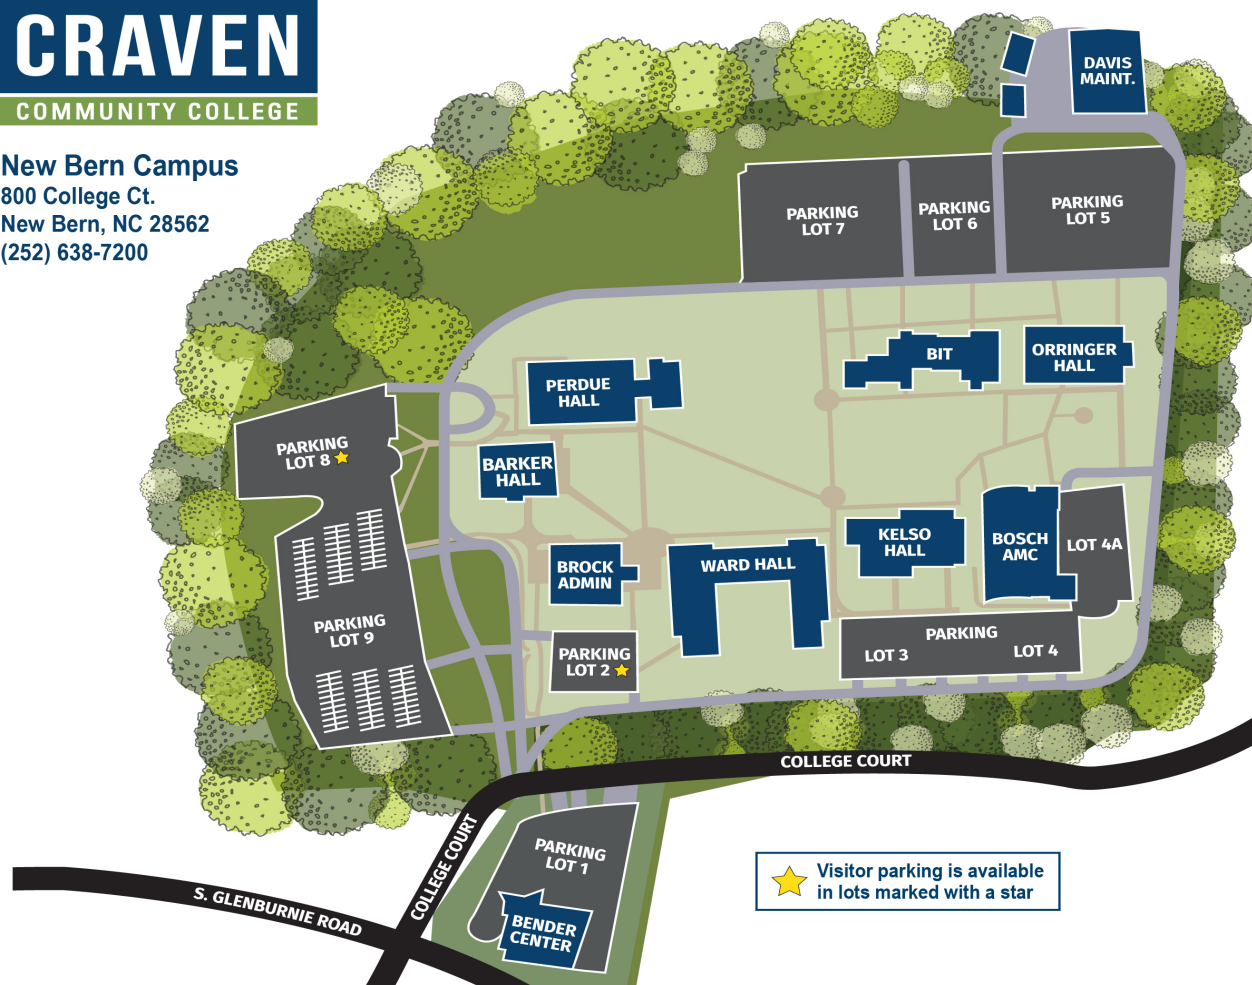 CRAVEN
COMMUNITY COLLEGE
New Bern Campus
800 College Ct.
New Bern, NC 28562
(252) 638-7200
DAVIS
MAINT.
PARKING
LOT 7
PARKING
LOT 6
PARKING
LOT 5
BIT
ORRINGER
HALL
PERDUE
HALL
PARKING
LOT 8
BARKER
HALL
KELSO
HALL
BOSCH
AMC
LOT 4A
BROCK
ADMIN
WARD HALL
PARKING
LOT 9
PARKING
LOT 2
PARKING
LOT 3
LOT 4
COLLEGE COURT
COLLEGE COURT
PARKING
LOT 1
S. GLENBURNIE ROAD
BENDER
CENTER
Visitor parking is available
in lots marked with a star